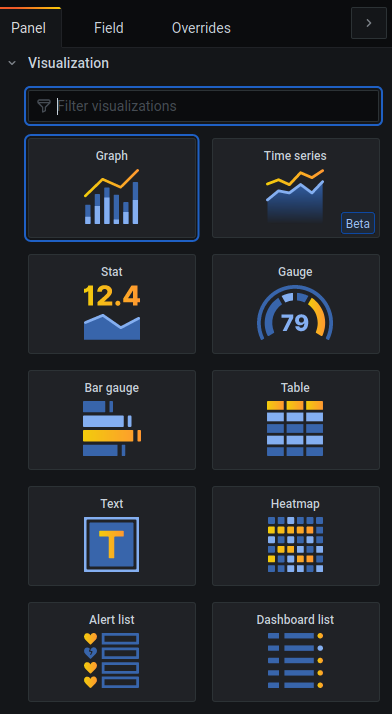 Panel Field Overrides
Visualization
Filter visualizations
Graph Time series
Beta
Stat Gauge
12.4 79
Bar gauge Table
Text Heatmap
T
Alert list Dashboard list